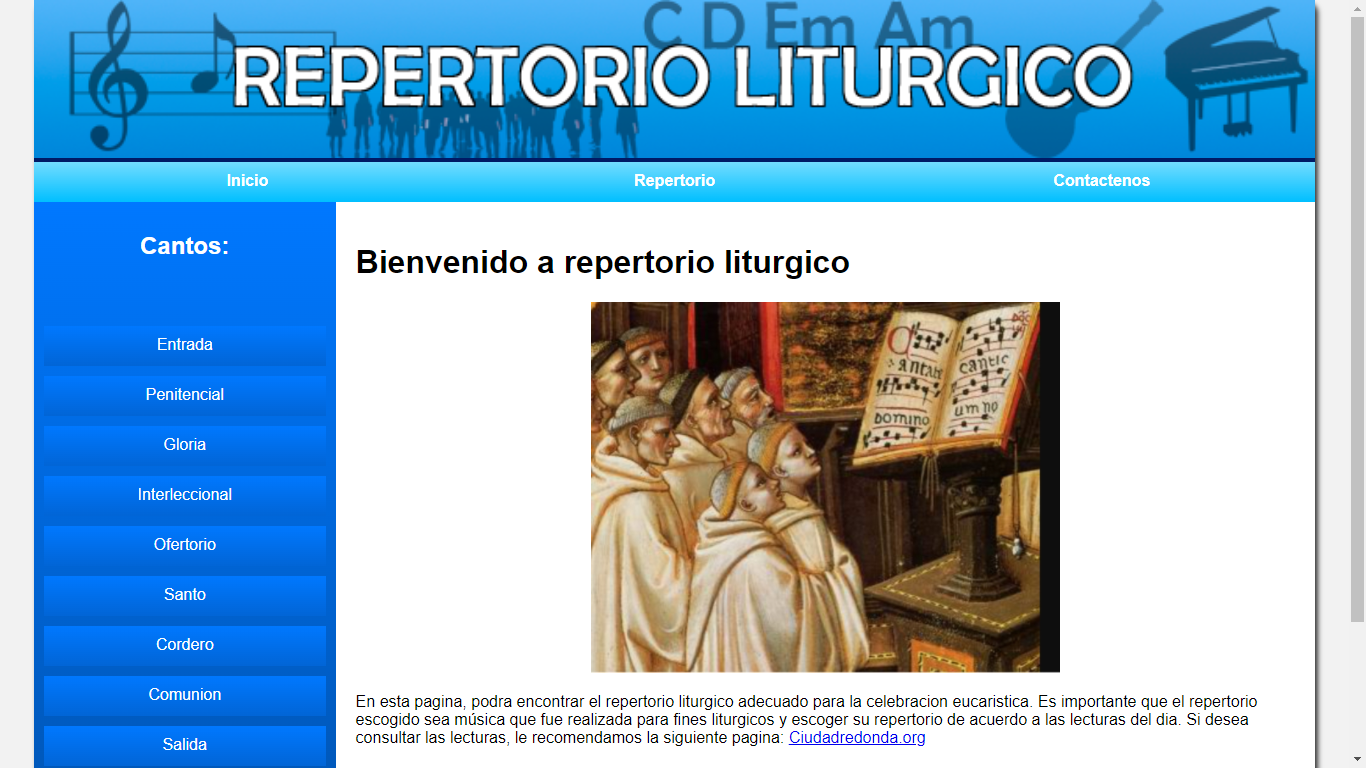 C D Em Am
REPERTORIO LITURGICO
Inicio Repertorio Contactenos
Cantos:
Entrada
Penitencial
Gloria
Interleccional
Ofertorio
Santo
Cordero
Comunion
Salida
Bienvenido a repertorio liturgico
antate cantic
Domino um no
En esta pagina, podra encontrar el repertorio liturgico adecuado para la celebracion eucaristica. Es importante que el repertorio
escogido sea música que fue realizada para fines liturgicos y escoger su repertorio de acuerdo a las lecturas del dia. Si desea
consultar las lecturas, le recomendamos la siguiente pagina: Ciudadredonda.org